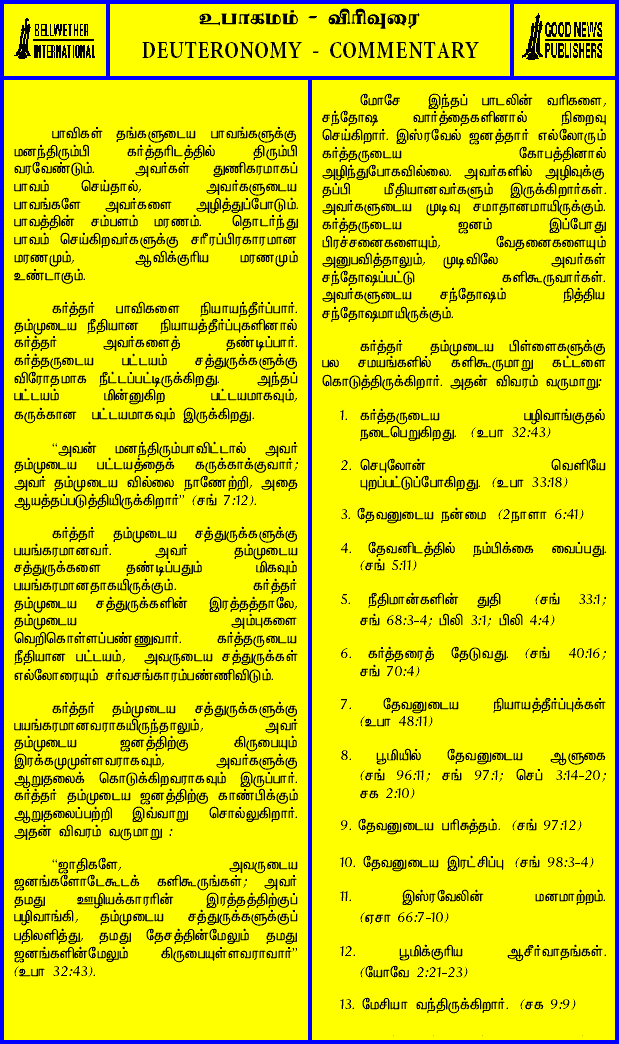 BELLWETHER
INTERNATIONAL
உபாகமம் - விரிவுரை
DEUTERONOMY - COMMENTARY
GOOD NEWS
PUBLISHERS
பாவிகள் தங்களுடைய பாவங்களுக்கு
மனந்திரும்பி கர்த்தரிடத்தில் திரும்பி
வரவேண்டும். அவர்கள் துணிகரமாகப்
பாவம் செய்தால், அவர்களுடைய
பாவங்களே அவர்களை அழித்துப்போடும்.
பாவத்தின் சம்பளம் மரணம். தொடர்ந்து
பாவம் செய்கிறவர்களுக்கு சரீரப்பிரகாரமான
மரணமும், ஆவிக்குரிய மரணமும்
உண்டாகும்.
கர்த்தர் பாவிகளை நியாயந்தீர்ப்பார்.
தம்முடைய நீதியான நியாயத்தீர்ப்புகளினால்
கர்த்தர் அவர்களைத் தண்டிப்பார்.
கர்த்தருடைய பட்டயம் சத்துருக்களுக்கு
விரோதமாக நீட்டப்பட்டிருக்கிறது. அந்தப்
பட்டயம் மின்னுகிற பட்டயமாகவும்,
கருக்கான பட்டயமாகவும் இருக்கிறது.
“அவன் மனந்திரும்பாவிட்டால் அவர்
தம்முடைய பட்டயத்தைக் கருக்காக்குவார்;
அவர் தம்முடைய வில்லை நாணேற்றி, அதை
ஆயத்தப்படுத்தியிருக்கிறார்” (சங் 7:12).
கர்த்தர் தம்முடைய சத்துருக்களுக்கு
பயங்கரமானவர். அவர் தம்முடைய
சத்துருக்களை தண்டிப்பதும் மிகவும்
பயங்கரமானதாகயிருக்கும். கர்த்தர்
தம்முடைய சத்துருக்களின் இரத்தத்தாலே,
தம்முடைய அம்புகளை
வெறிகொள்ளப்பண்ணுவார். கர்த்தருடைய
நீதியான பட்டயம், அவருடைய சத்துருக்கள்
எல்லோரையும் சர்வசங்காரம்பண்ணிவிடும்.
கர்த்தர் தம்முடைய சத்துருக்களுக்கு
பயங்கரமானவராகயிருந்தாலும், அவர்
தம்முடைய ஜனத்திற்கு கிருபையும்
இரக்கமுமுள்ளவராகவும், அவர்களுக்கு
ஆறுதலைக் கொடுக்கிறவராகவும் இருப்பார்.
கர்த்தர் தம்முடைய ஜனத்திற்கு காண்பிக்கும்
ஆறுதலைப்பற்றி இவ்வாறு சொல்லுகிறார்.
அதன் விவரம் வருமாறு :
“ஜாதிகளே, அவருடைய
ஜனங்களோடேகூடக் களிகூருங்கள்; அவர்
தமது ஊழியக்காரரின் இரத்தத்திற்குப்
பழிவாங்கி, தம்முடைய சத்துருக்களுக்குப்
பதிலளித்து, தமது தேசத்தின்மேலும் தமது
ஜனங்களின்மேலும் கிருபையுள்ளவராவார்”
(உபா 32:43).
மோசே இந்தப் பாடலின் வரிகளை,
சந்தோஷ வார்த்தைகளினால் நிறைவு
செய்கிறார். இஸ்ரவேல் ஜனத்தார் எல்லோரும்
கர்த்தருடைய கோபத்தினால்
அழிந்துபோகவில்லை. அவர்களில் அழிவுக்கு
தப்பி மீதியானவர்களும் இருக்கிறார்கள்.
அவர்களுடைய முடிவு சமாதானமாயிருக்கும்.
கர்த்தருடைய ஜனம் இப்போது
பிரச்சனைகளையும், வேதனைகளையும்
அனுபவித்தாலும், முடிவிலே அவர்கள்
சந்தோஷப்பட்டு களிகூருவார்கள்.
அவர்களுடைய சந்தோஷம் நித்திய
சந்தோஷமாயிருக்கும்.
கர்த்தர் தம்முடைய பிள்ளைகளுக்கு
பல சமயங்களில் களிகூருமாறு கட்டளை
கொடுத்திருக்கிறார். அதன் விவரம் வருமாறு:
1. கர்த்தருடைய பழிவாங்குதல்
நடைபெறுகிறது. (உபா 32:43)
2. செபுலோன் வெளியே
புறப்பட்டுப்போகிறது. (உபா 33:18)
3. தேவனுடைய நன்மை (2நாளா 6:41)
4. தேவனிடத்தில் நம்பிக்கை வைப்பது.
(சங் 5:11)
5. நீதிமான்களின் துதி (சங் 33:1;
சங் 68:3-4; பிலி 3:1; பிலி 4:4)
6. கர்த்தரைத் தேடுவது. (சங் 40:16;
சங் 70:4)
7. தேவனுடைய நியாயத்தீர்ப்புக்கள்
(உபா 48:11)
8. பூமியில் தேவனுடைய ஆளுகை
(சங் 96:11; சங் 97:1; செப் 3:14-20;
சக 2:10)
9. தேவனுடைய பரிசுத்தம். (சங் 97:12)
10. தேவனுடைய இரட்சிப்பு (சங் 98:3-4)
11. இஸ்ரவேலின் மனமாற்றம்.
(ஏசா 66:7-10)
12. பூமிக்குரிய ஆசீர்வாதங்கள்.
(யோவே 2:21-23)
13. மேசியா வந்திருக்கிறார். (சக 9:9)